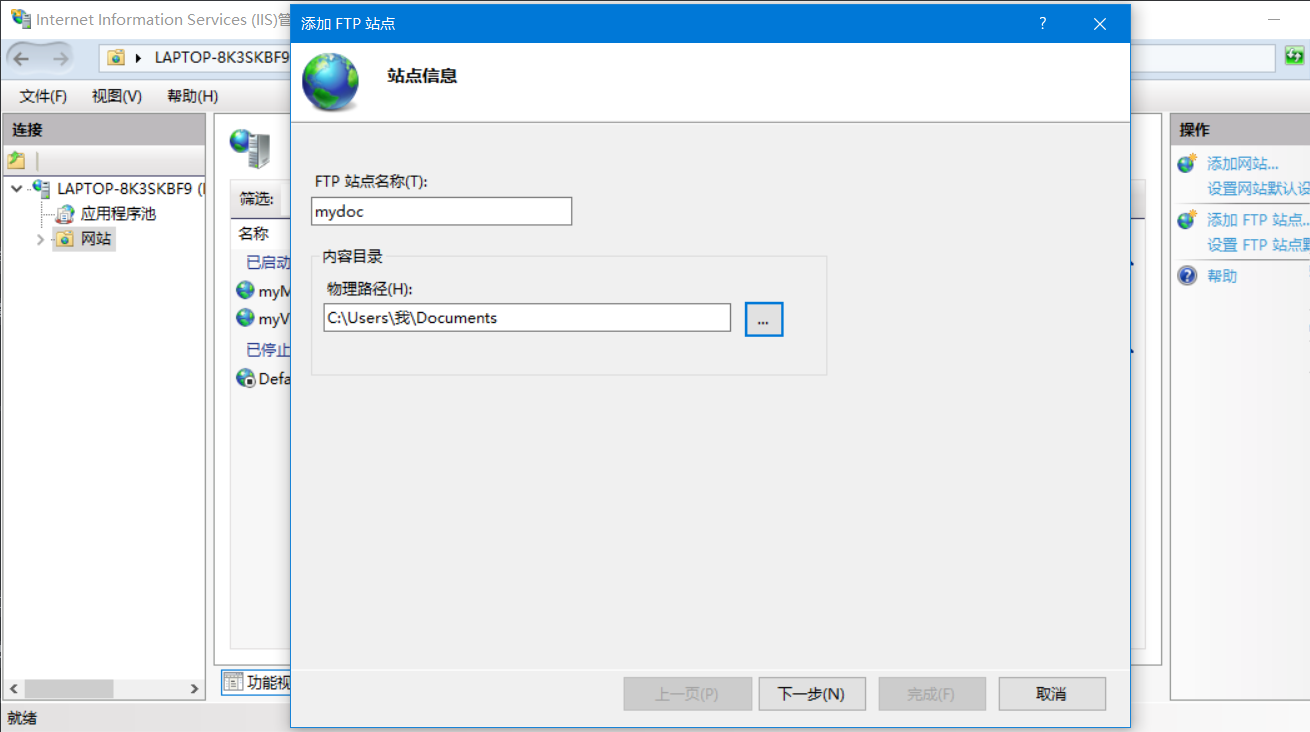 Internet Information Services (IIS)管
添加 FTP 站点
?
LAPTOP-8K3SKBF9
站点信息
文件(F) 视图(V) 帮助(H)
连接
操作
添加网站...
设置网站默认设
添加 FTP 站点...
设置 FTP 站点默
帮助
LAPTOP-8K3SKBF9 (
应用程序池
网站
筛选:
名称
已启动
myM
myV
已停止
Defa
FTP 站点名称(T):
mydoc
内容目录
物理路径(H):
C:\Users\我\Documents
...
功能视
上一页(P) 下一步(N) 完成(F) 取消
就绪